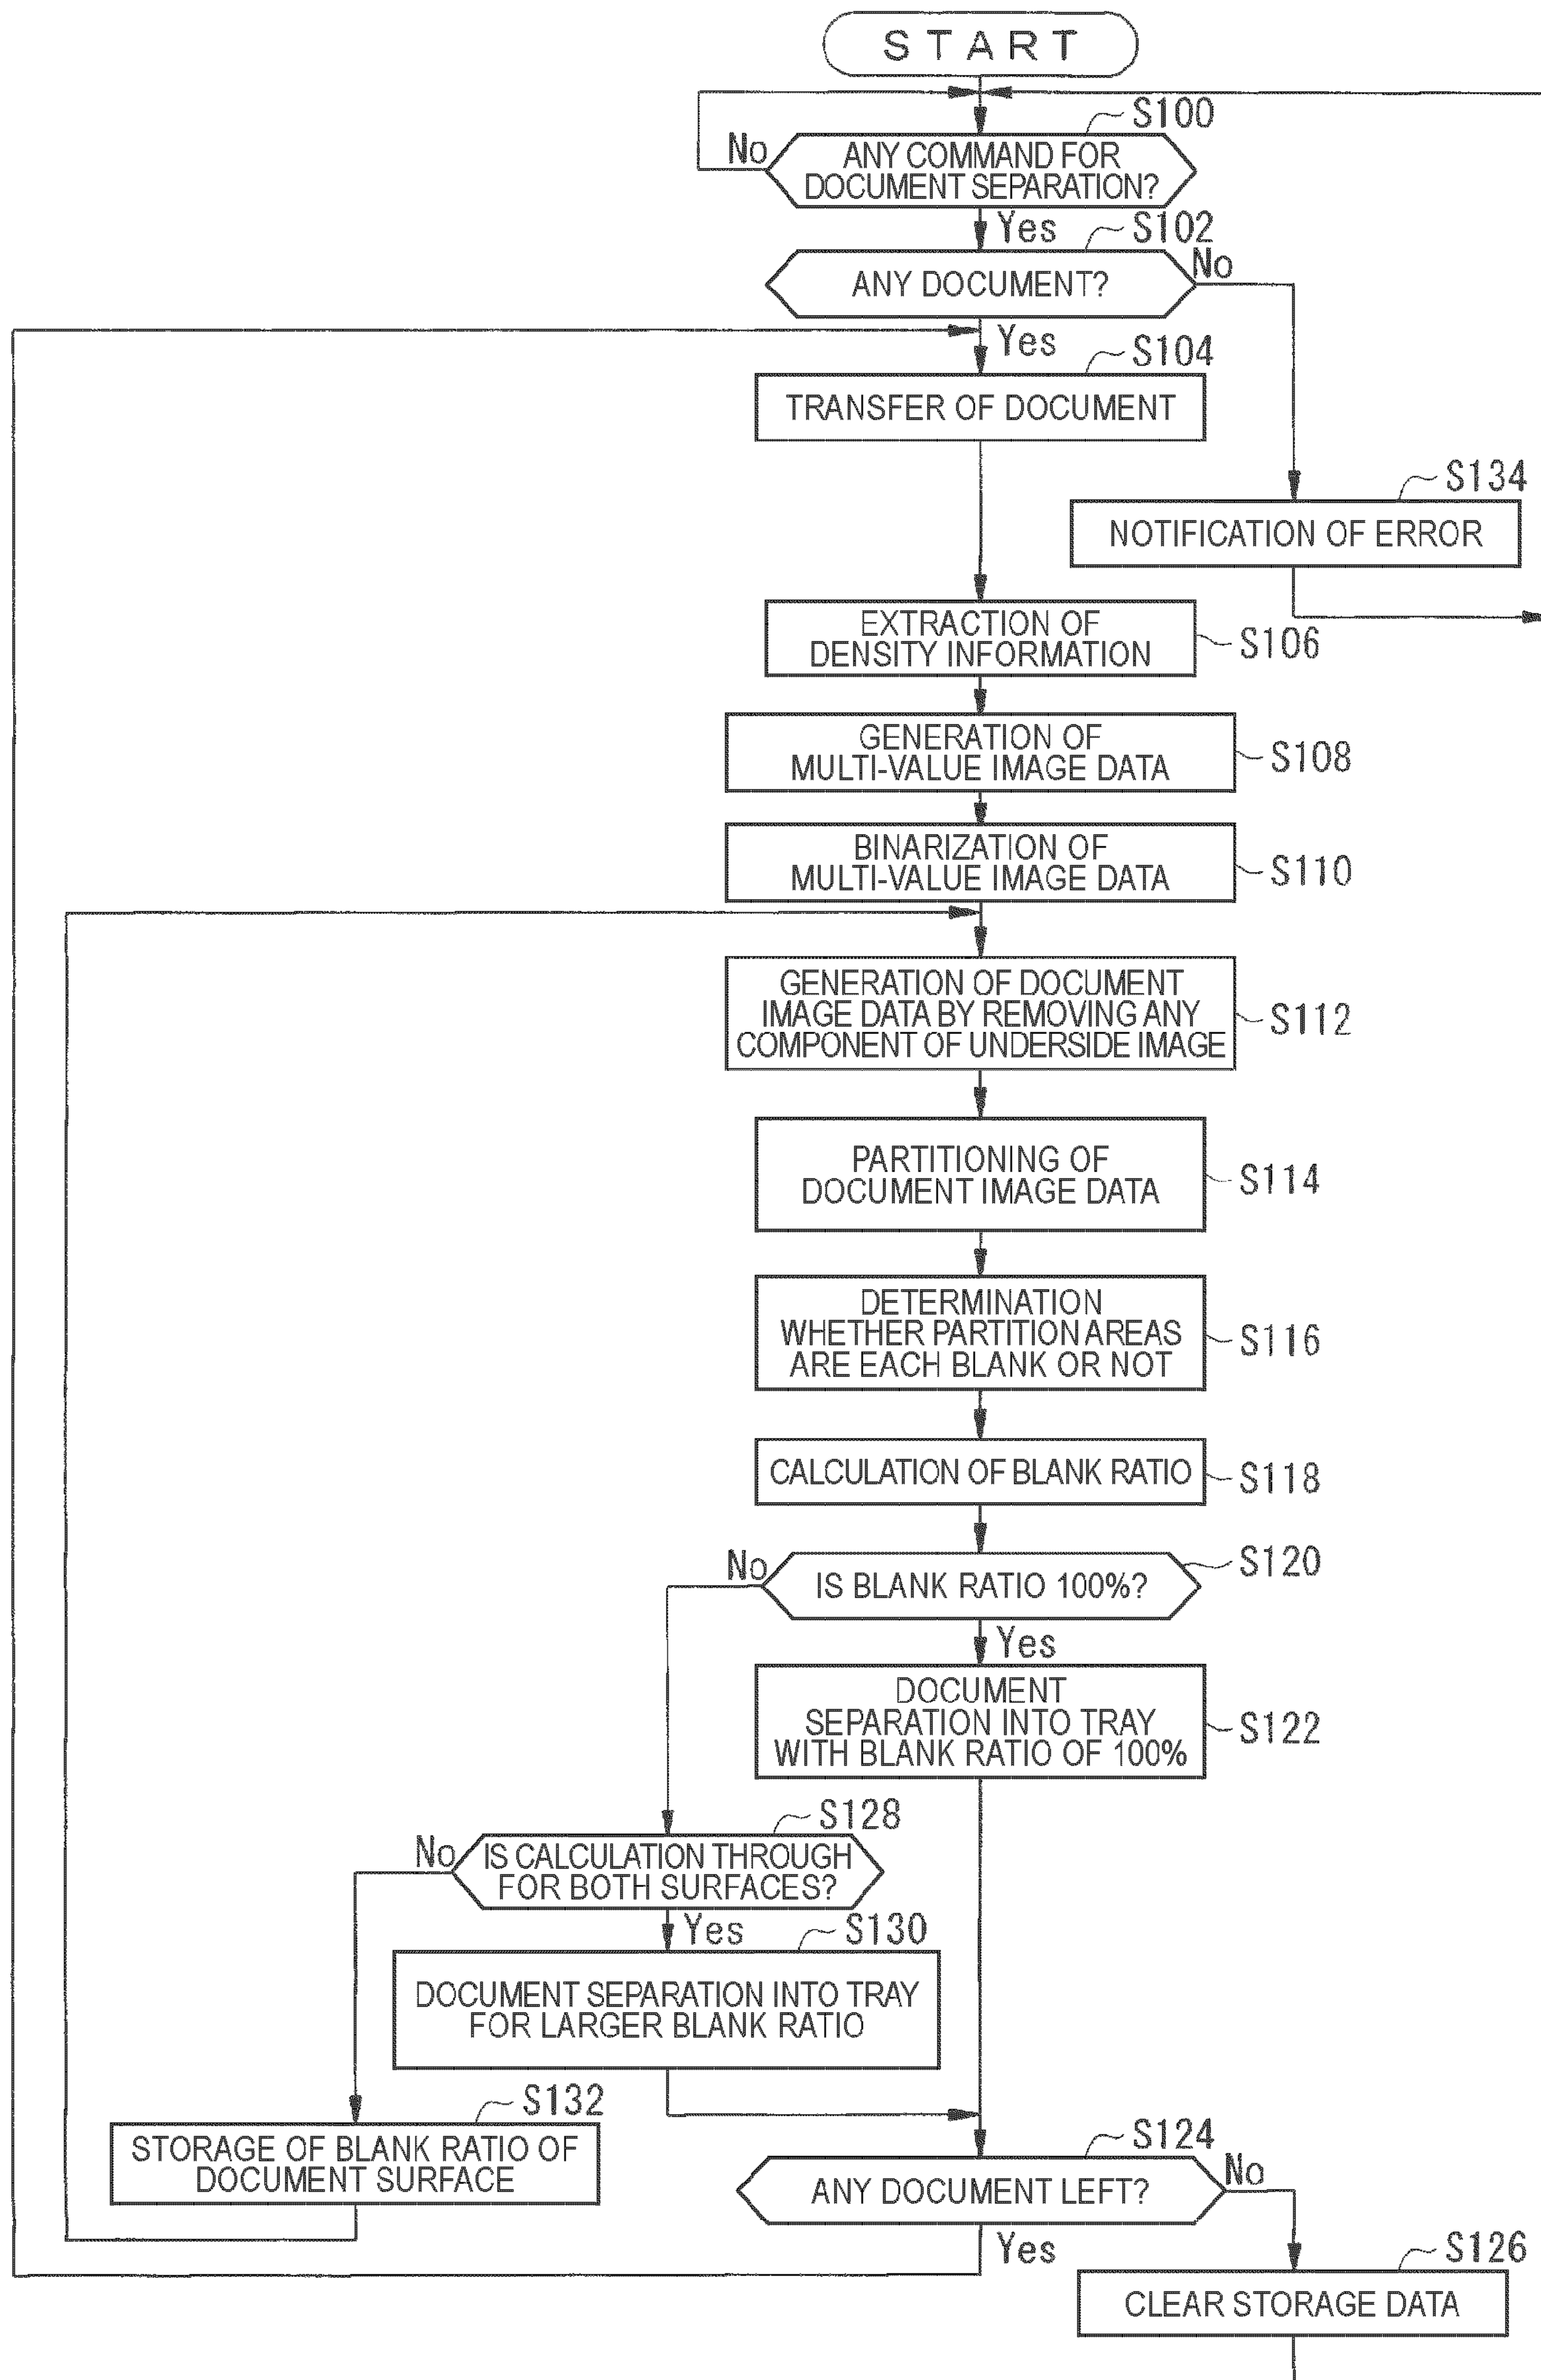 START
S100
No
ANY COMMAND FOR
DOCUMENT SEPARATION?
Yes
S102
ANY DOCUMENT?
No
Yes
S104
TRANSFER OF DOCUMENT
S134
NOTIFICATION OF ERROR
EXTRACTION OF
DENSITY INFORMATION
S106
GENERATION OF
MULTI-VALUE IMAGE DATA
S108
BINARIZATION OF
MULTI-VALUE IMAGE DATA
S110
GENERATION OF DOCUMENT
IMAGE DATA BY REMOVING ANY
COMPONENT OF UNDERSIDE IMAGE
S112
PARTITIONING OF
DOCUMENT IMAGE DATA
S114
DETERMINATION
WHETHER PARTITION AREAS
ARE EACH BLANK OR NOT
S116
CALCULATION OF BLANK RATIO
S118
No
IS BLANK RATIO 100%?
S120
Yes
DOCUMENT
SEPARATION INTO TRAY
WITH BLANK RATIO OF 100%
S122
S128
No
IS CALCULATION THROUGH
FOR BOTH SURFACES?
Yes
S130
DOCUMENT SEPARATION INTO TRAY
FOR LARGER BLANK RATIO
S132
STORAGE OF BLANK RATIO OF
DOCUMENT SURFACE
S124
ANY DOCUMENT LEFT?
No
Yes
S126
CLEAR STORAGE DATA